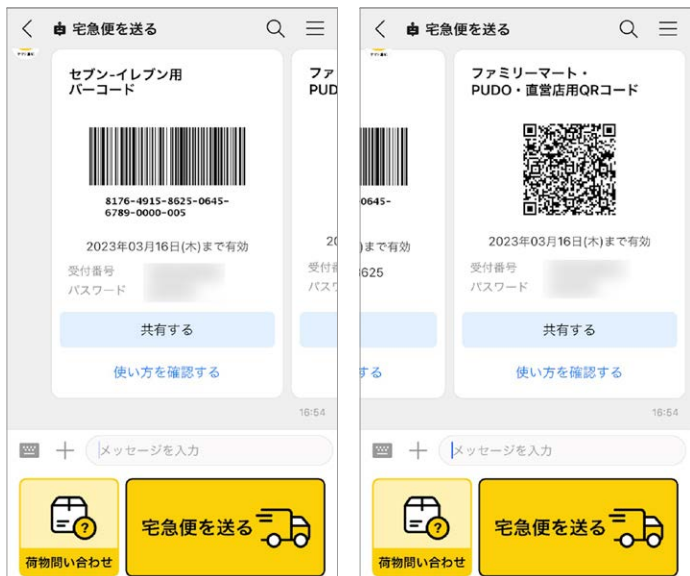 宅急便を送る
セブン-イレブン用
バーコード
8176-4915-8625-0645-
6789-0000-005
2023年03月16日(木)まで有効
受付番号
パスワード
共有する
使い方を確認する
ファ
PUD
20
受付番
パスワ
16:54
メッセージを入力
荷物問い合わせ
宅急便を送る
宅急便を送る
0645-
)まで有効
1625
する
ファミリーマート・
PUDO・直営店用QRコード
2023年03月16日(木)まで有効
受付番号
パスワード
共有する
使い方を確認する
16:54
メッセージを入力
荷物問い合わせ
宅急便を送る